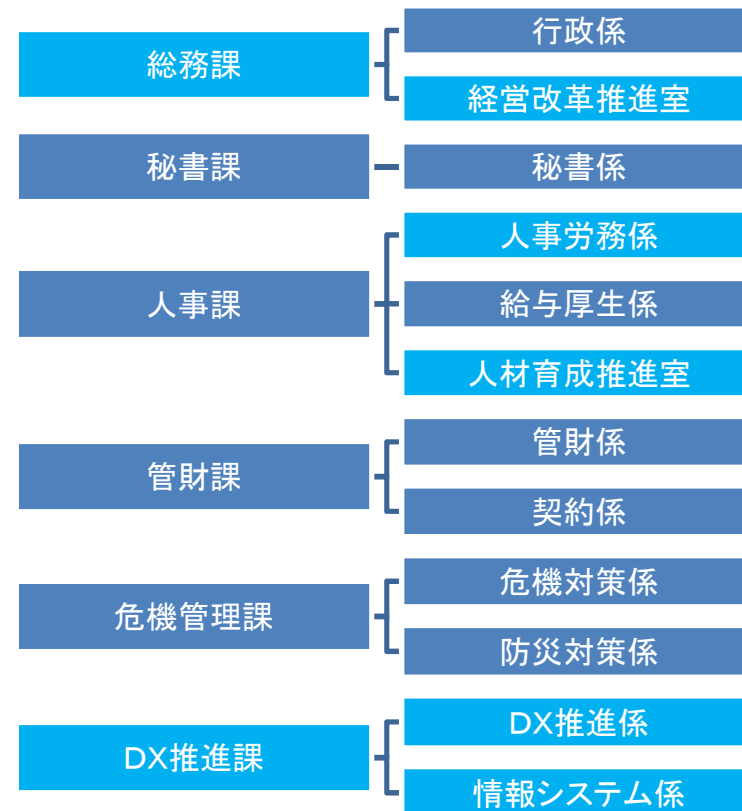 総務課
行政係
経営改革推進室
秘書課
秘書係
人事課
人事労務係
給与厚生係
人材育成推進室
管財課
管財係
契約係
危機管理課
危機対策係
防災対策係
DX推進課
DX推進係
情報システム係